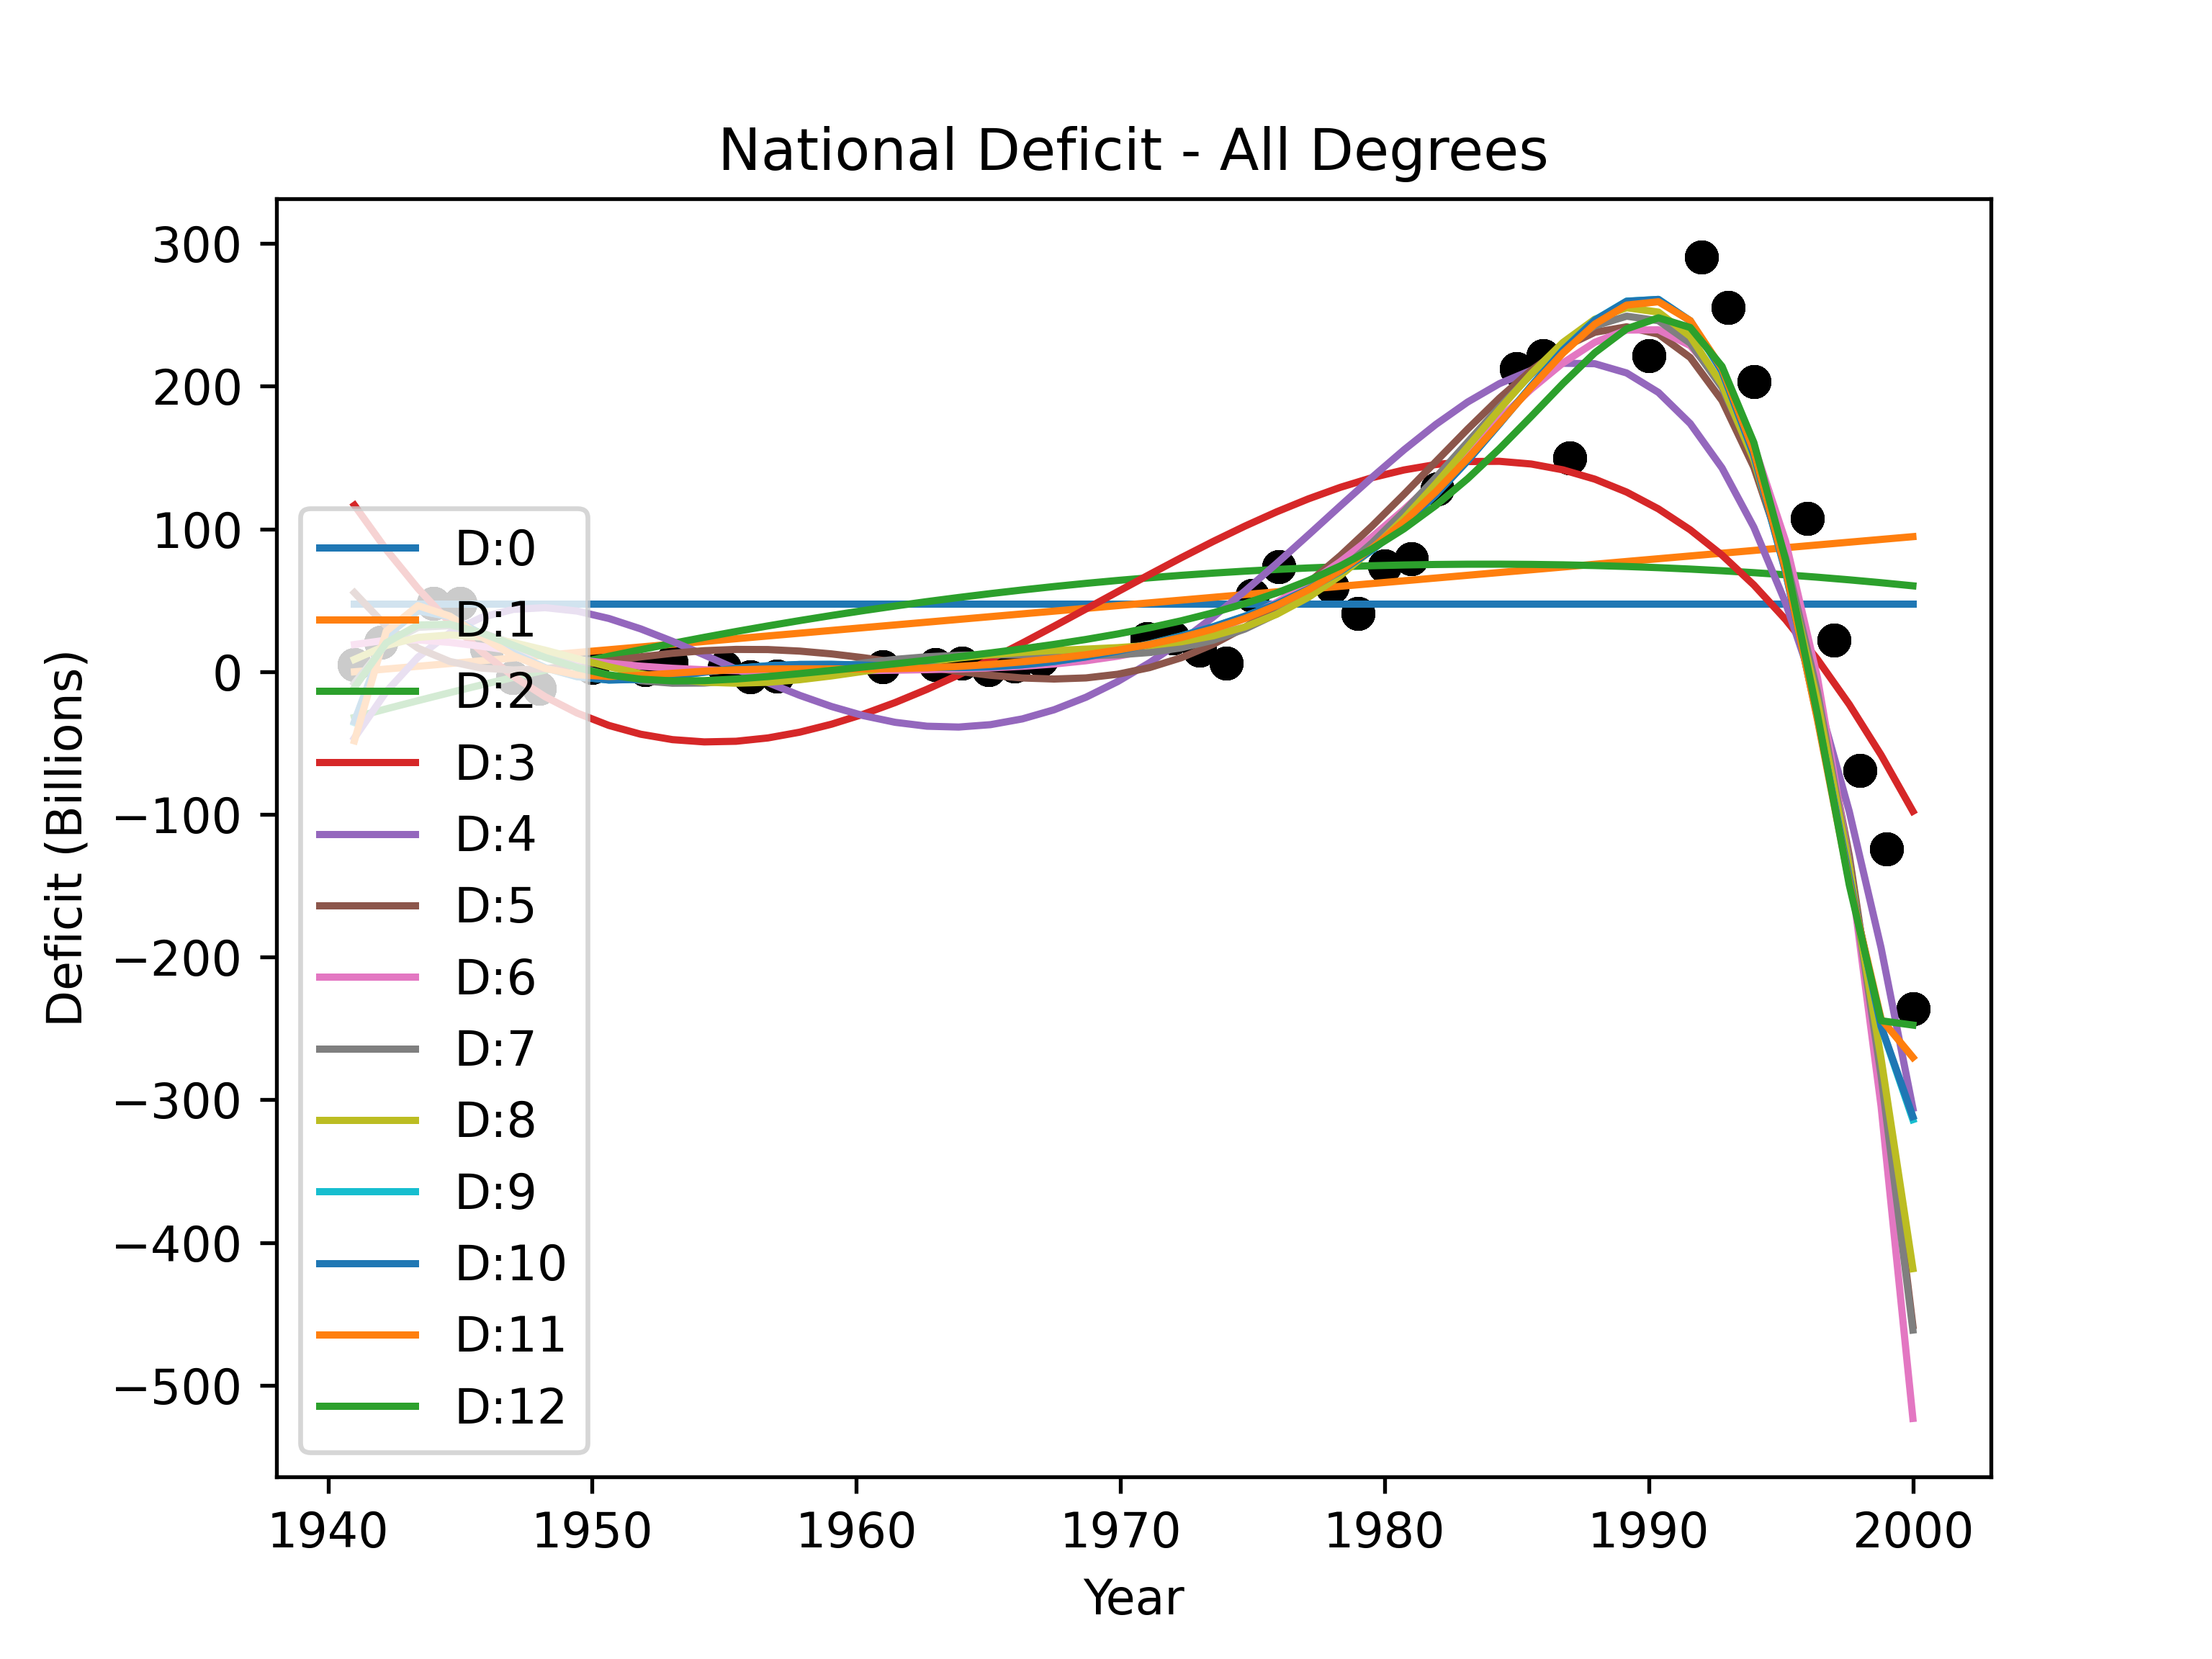 National Deficit - All Degrees
300
200
100
0
−100
−200
−300
−400
−500
Deficit (Billions)
D:0
D:1
D:2
D:3
D:4
D:5
D:6
D:7
D:8
D:9
D:10
D:11
D:12
1940 1950 1960 1970 1980 1990 2000
Year